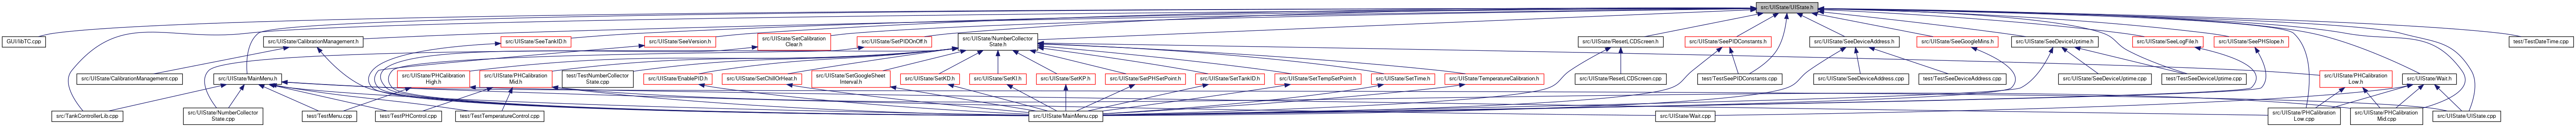 src/UIState/UIState.h
GUI/libTC.cpp
src/UIState/CalibrationManagement.h
src/UIState/SeeTankID.h
src/UIState/SeeVersion.h
src/UIState/SetCalibration
Clear.h
src/UIState/SetPIDOnOff.h
src/UIState/NumberCollector
State.h
src/UIState/ResetLCDScreen.h
src/UIState/SeePIDConstants.h
src/UIState/SeeDeviceAddress.h
src/UIState/SeeGoogleMins.h
src/UIState/SeeDeviceUptime.h
src/UIState/SeeLogFile.h
src/UIState/SeePHSlope.h
test/TestDateTime.cpp
src/UIState/CalibrationManagement.cpp
src/UIState/MainMenu.h
src/UIState/PHCalibration
High.h
src/UIState/PHCalibration
Mid.h
test/TestNumberCollector
State.cpp
src/UIState/EnablePID.h
src/UIState/SetChillOrHeat.h
src/UIState/SetGoogleSheet
Interval.h
src/UIState/SetKD.h
src/UIState/SetKI.h
src/UIState/SetKP.h
src/UIState/SetPHSetPoint.h
src/UIState/SetTankID.h
src/UIState/SetTempSetPoint.h
src/UIState/SetTime.h
src/UIState/TemperatureCalibration.h
src/UIState/ResetLCDScreen.cpp
test/TestSeePIDConstants.cpp
src/UIState/SeeDeviceAddress.cpp
test/TestSeeDeviceAddress.cpp
src/UIState/SeeDeviceUptime.cpp
test/TestSeeDeviceUptime.cpp
src/UIState/PHCalibration
Low.h
src/UIState/Wait.h
src/TankControllerLib.cpp
src/UIState/NumberCollector
State.cpp
test/TestMenu.cpp
test/TestPHControl.cpp
test/TestTemperatureControl.cpp
src/UIState/MainMenu.cpp
src/UIState/Wait.cpp
src/UIState/PHCalibration
Low.cpp
src/UIState/PHCalibration
Mid.cpp
src/UIState/UIState.cpp